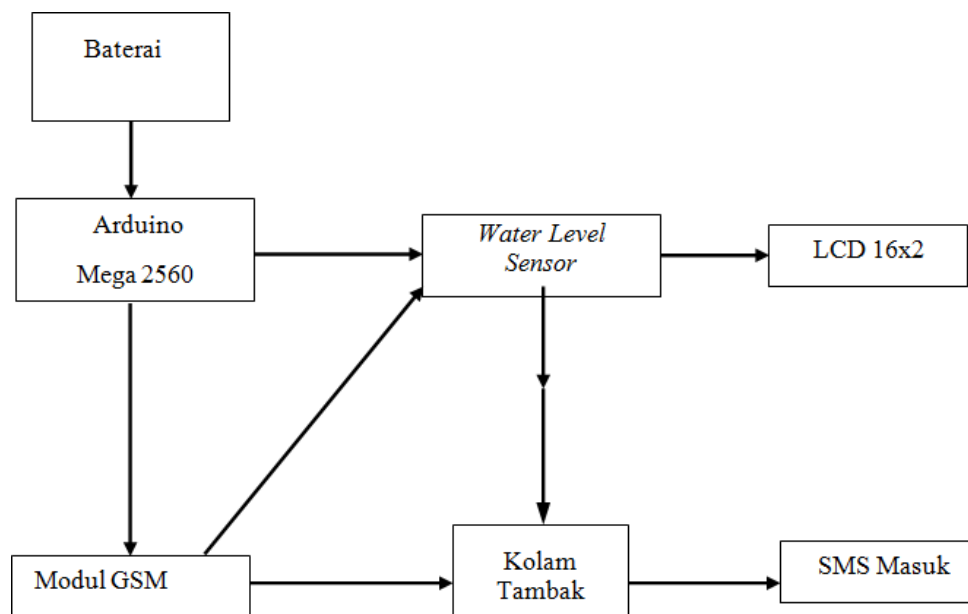 Baterai
Arduino
Mega 2560
Water Level
Sensor
LCD 16x2
Modul GSM
Kolam
Tambak
SMS Masuk